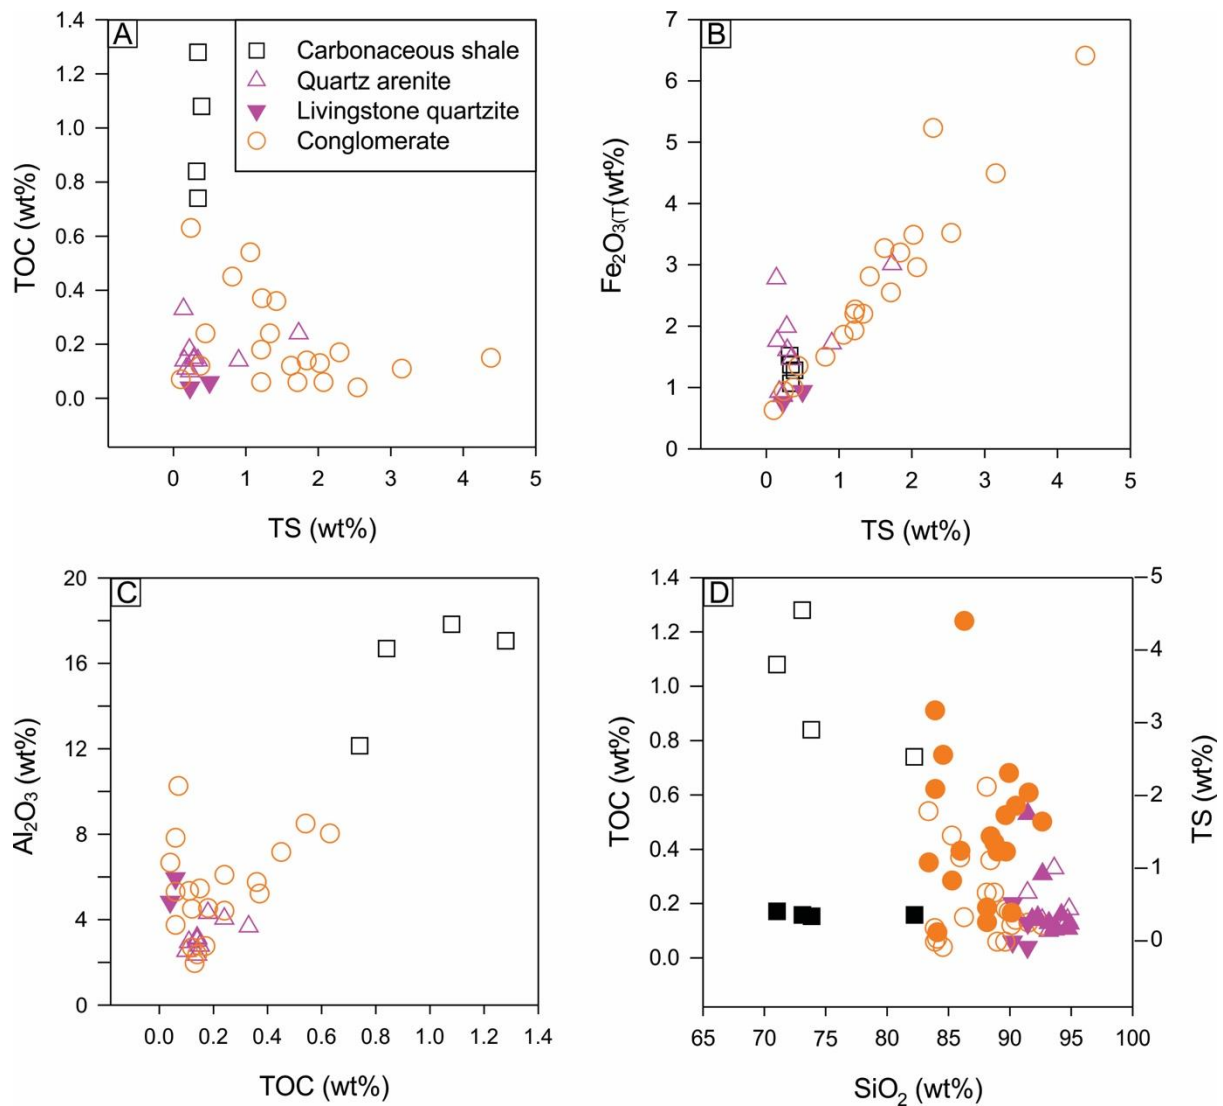 A
1.4
1.2
1.0
0.8
0.6
0.4
0.2
0.0
TOC (wt%)
0 1 2 3 4 5
TS (wt%)
Carbonaceous shale
Quartz arenite
Livingstone quartzite
Conglomerate
B
7
6
5
4
3
2
1
0
Fe₂O₃₍T₎(wt%)
0 1 2 3 4 5
TS (wt%)
C
20
16
12
8
4
0
Al₂O₃ (wt%)
0.0 0.2 0.4 0.6 0.8 1.0 1.2 1.4
TOC (wt%)
D
1.4
1.2
1.0
0.8
0.6
0.4
0.2
0.0
TOC (wt%)
5
4
3
2
1
0
TS (wt%)
65 70 75 80 85 90 95 100
SiO₂ (wt%)